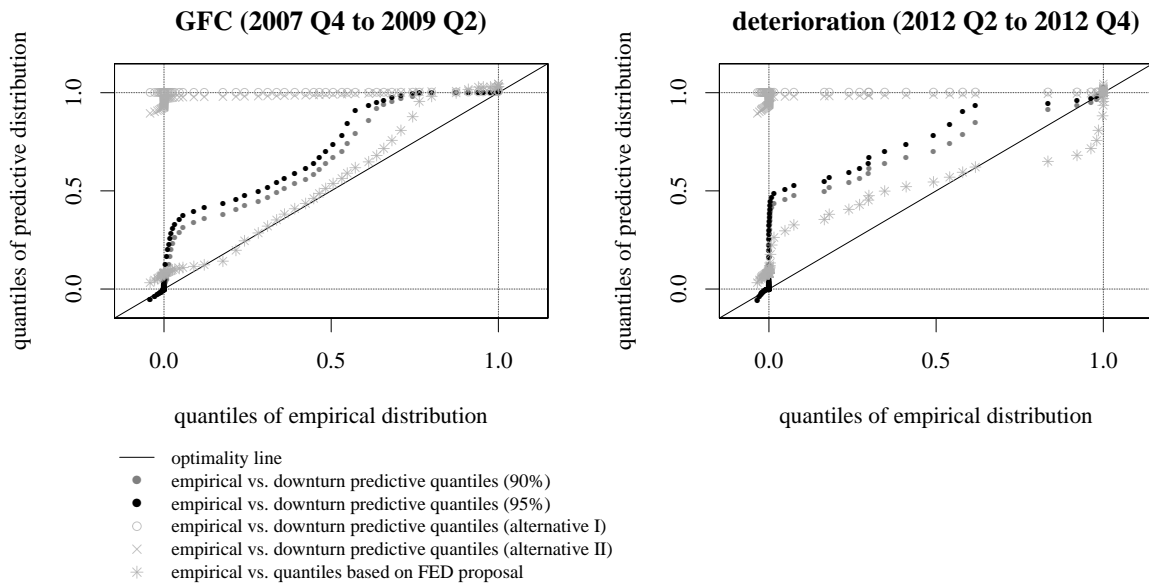 GFC (2007 Q4 to 2009 Q2)
quantiles of predictive distribution
1.0
0.5
0.0
0.0 0.5 1.0
quantiles of empirical distribution
deterioration (2012 Q2 to 2012 Q4)
quantiles of predictive distribution
1.0
0.5
0.0
0.0 0.5 1.0
quantiles of empirical distribution
optimality line
empirical vs. downturn predictive quantiles (90%)
empirical vs. downturn predictive quantiles (95%)
empirical vs. downturn predictive quantiles (alternative I)
empirical vs. downturn predictive quantiles (alternative II)
empirical vs. quantiles based on FED proposal